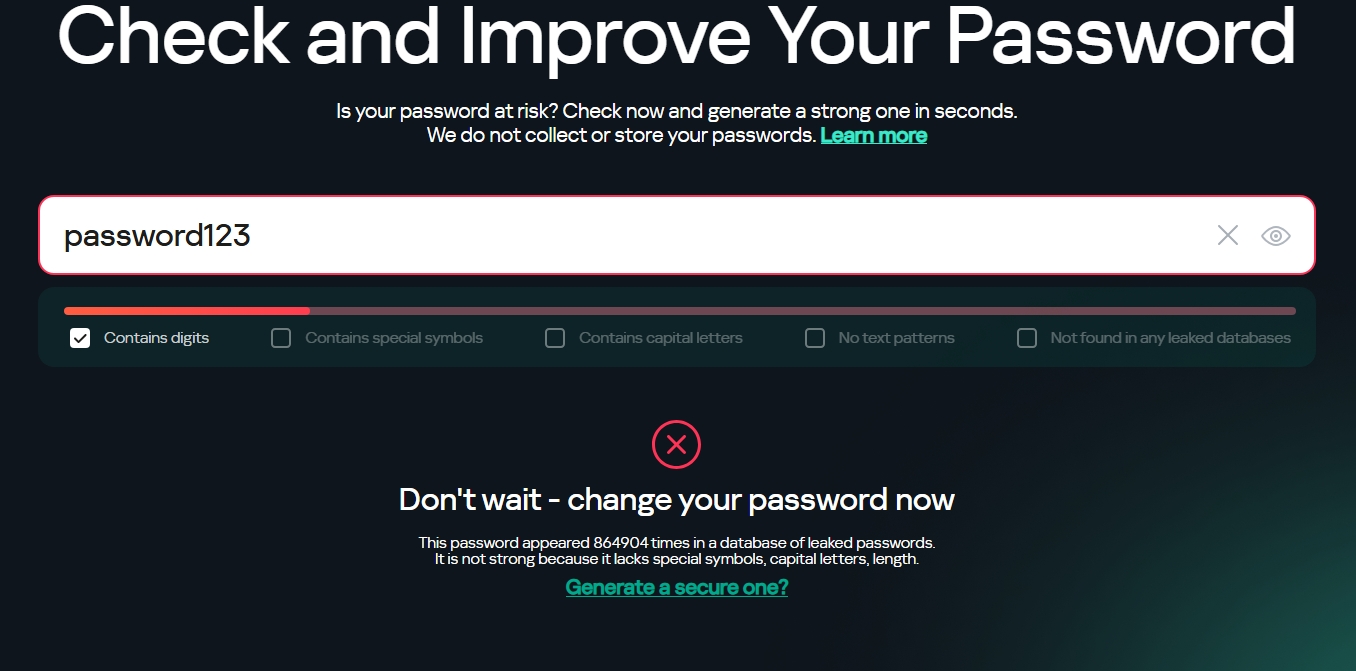 Check and Improve Your Password
Is your password at risk? Check now and generate a strong one in seconds.
We do not collect or store your passwords. Learn more
password123
Contains digits
Contains special symbols
Contains capital letters
No text patterns
Not found in any leaked databases
Don't wait - change your password now
This password appeared 864904 times in a database of leaked passwords.
It is not strong because it lacks special symbols, capital letters, length.
Generate a secure one?